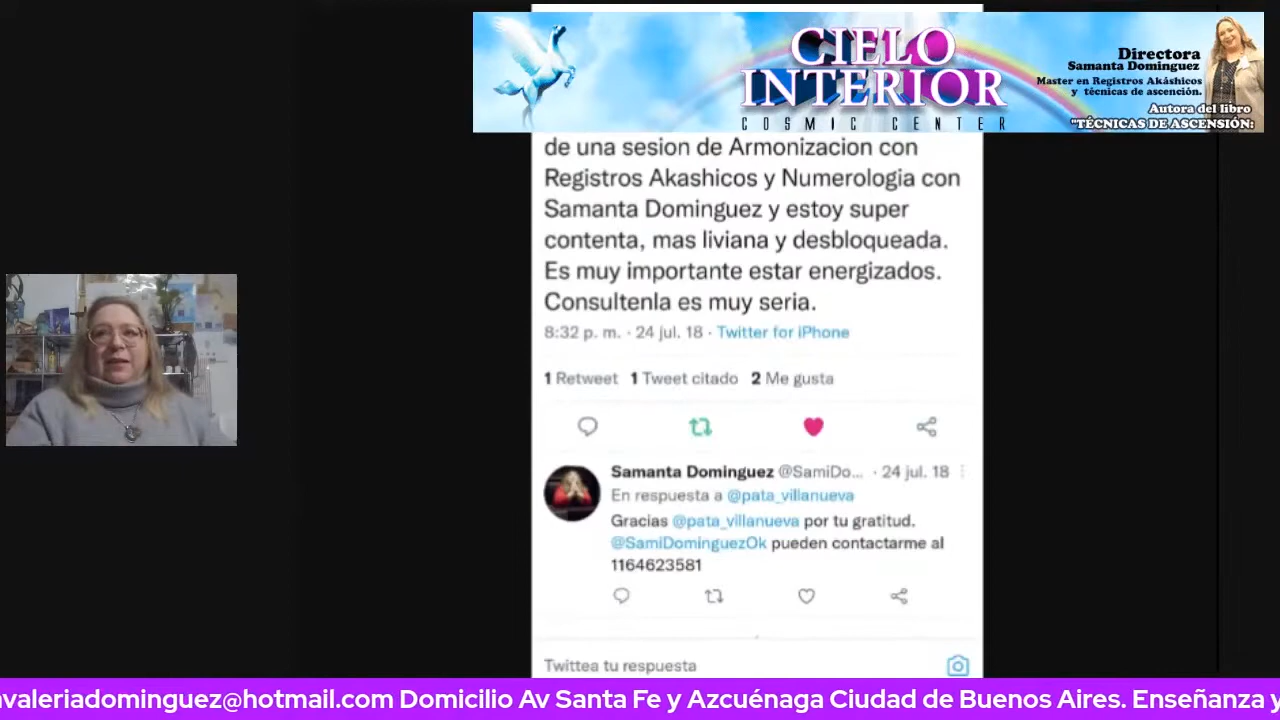 CIELO
INTERIOR
COSMIC CENTER
Directora
Samanta Dominguez
Master en Registros Akáshicos
y técnicas de ascención.
Autora del libro
"TÉCNICAS DE ASCENSIÓN:
de una sesion de Armonizacion con
Registros Akashicos y Numerologia con
Samanta Dominguez y estoy super
contenta, mas liviana y desbloqueada.
Es muy importante estar energizados.
Consultenla es muy seria.
8:32 p. m. · 24 jul. 18 · Twitter for iPhone
1 Retweet 1 Tweet citado 2 Me gusta
Samanta Dominguez @SamiDo... · 24 jul. 18
En respuesta a @pata_villanueva
Gracias @pata_villanueva por tu gratitud.
@SamiDominguezOk pueden contactarme al
1164623581
Twittea tu respuesta
avaleriadominguez@hotmail.com Domicilio Av Santa Fe y Azcuénaga Ciudad de Buenos Aires. Enseñanza y